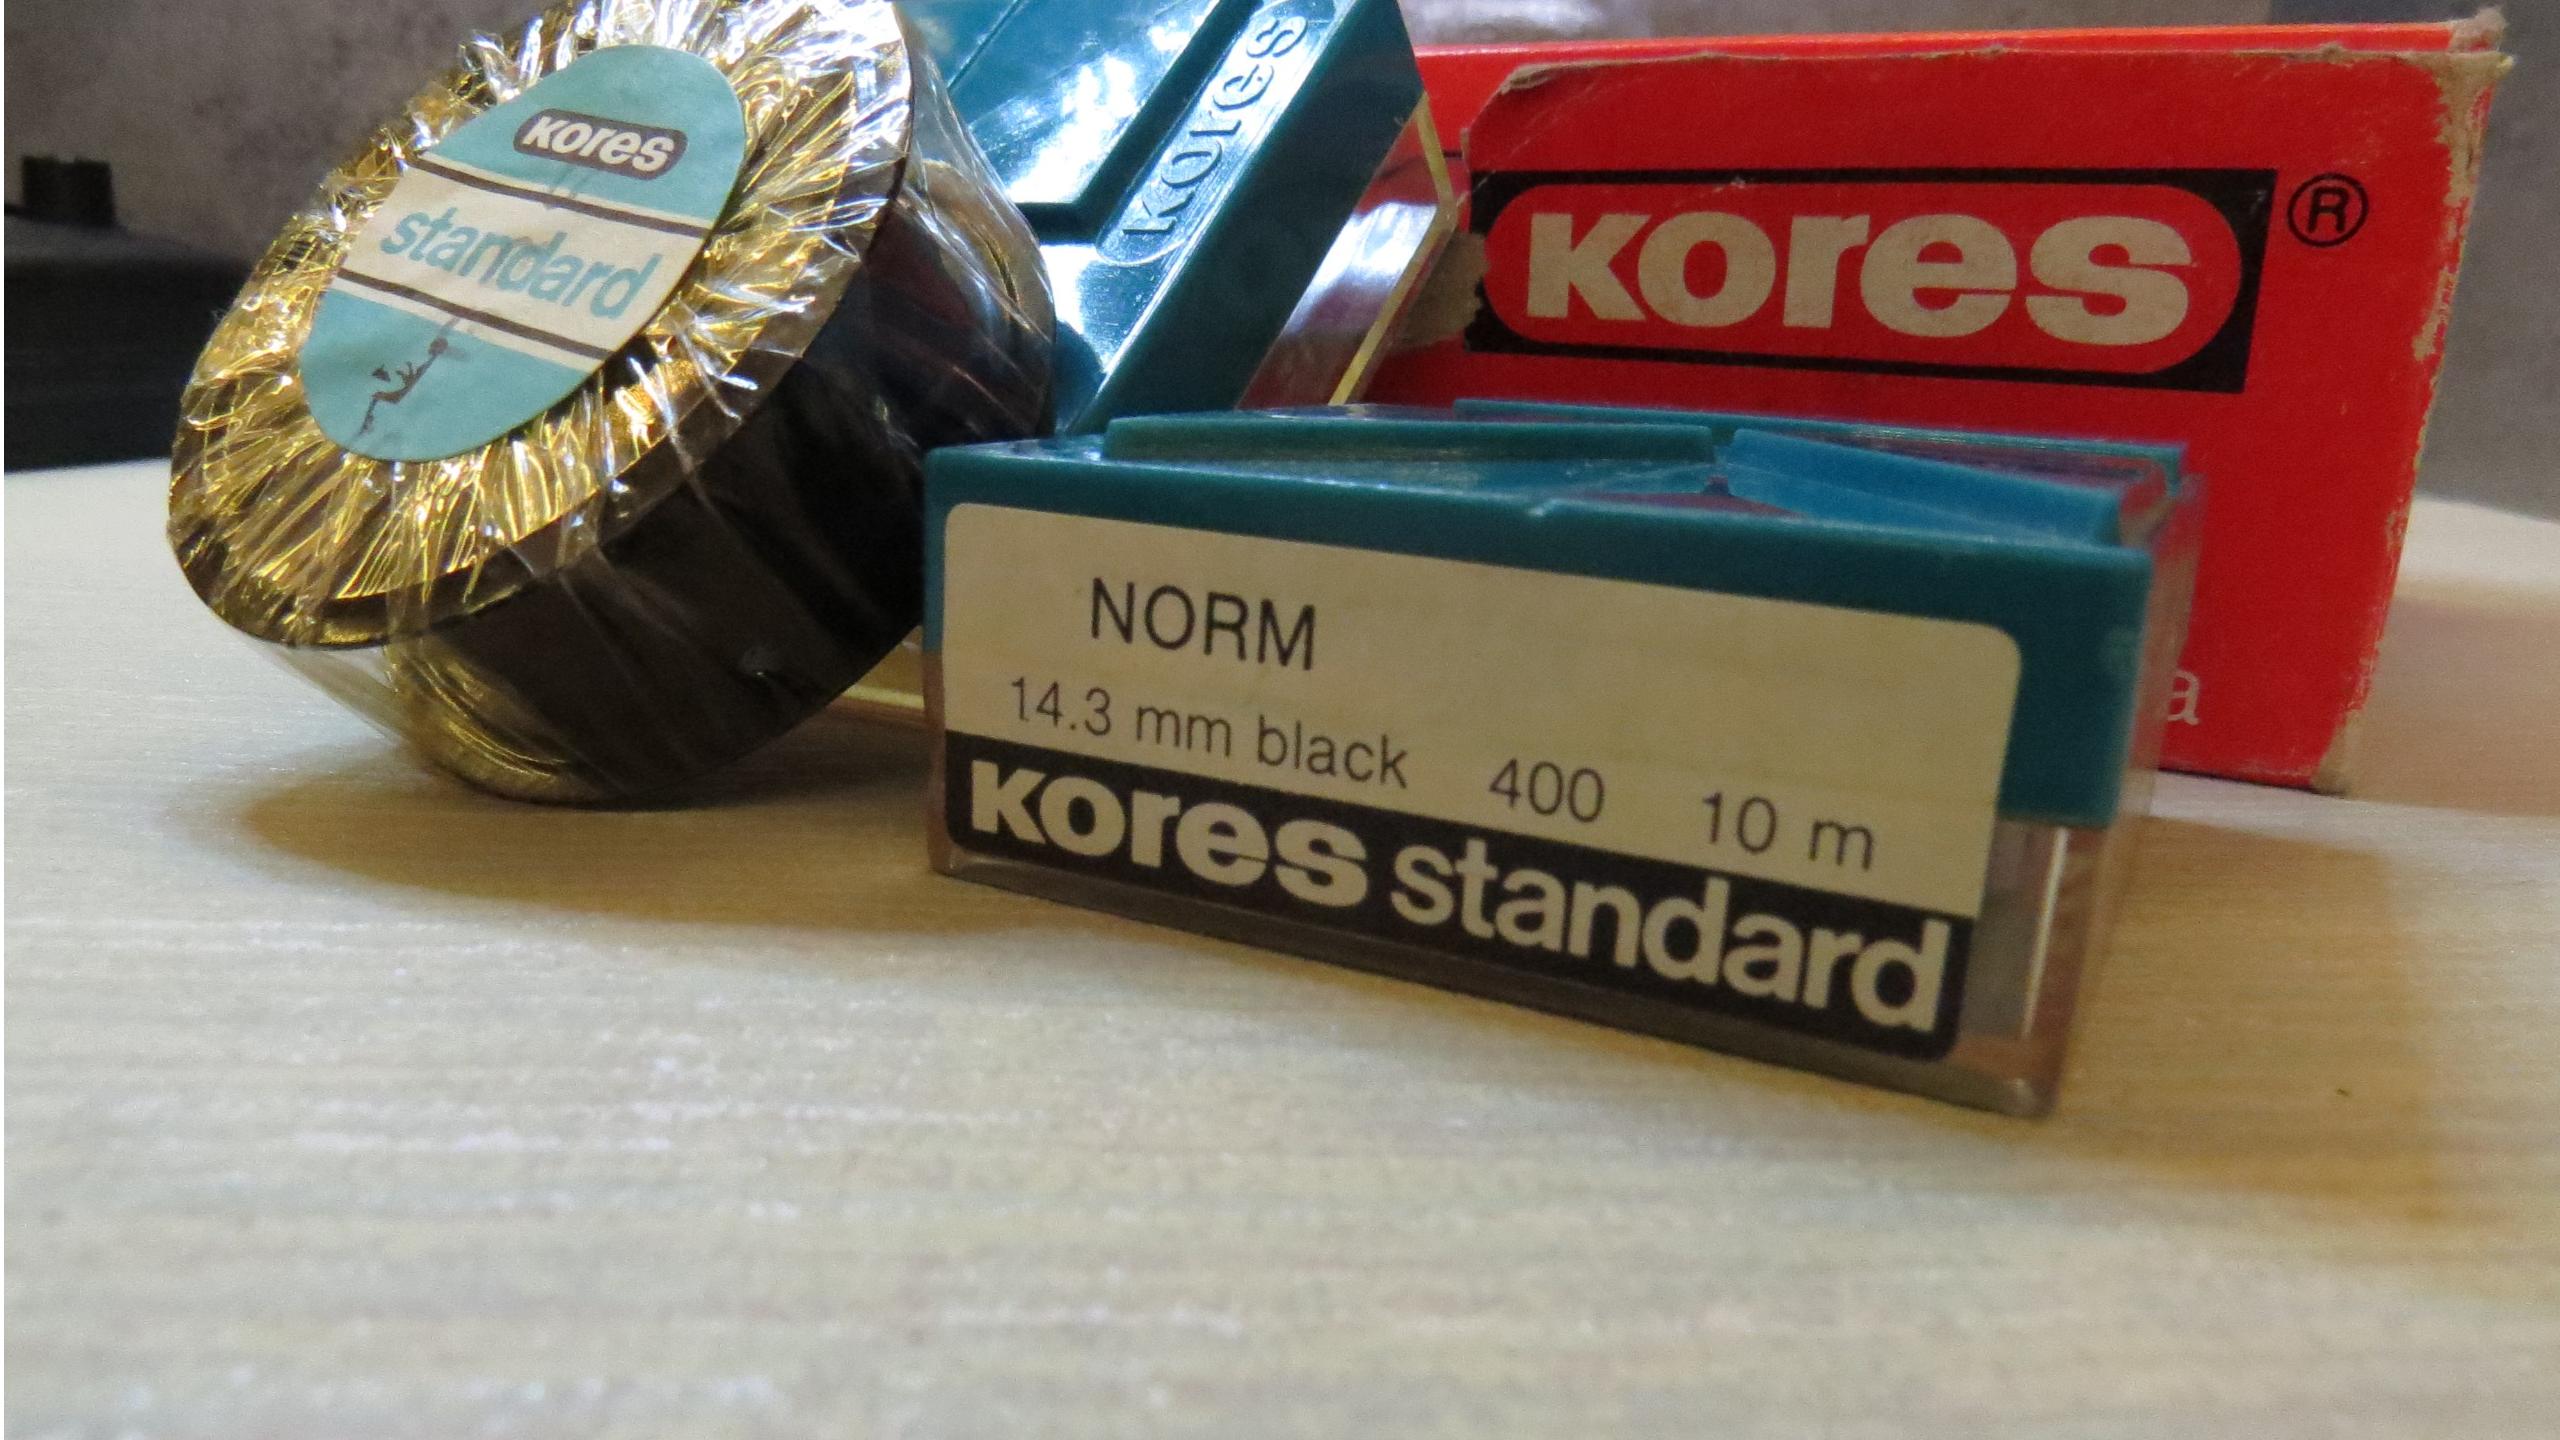 kores
standard
kores
kores ®
a
NORM
14.3 mm black 400 10 m
kores standard